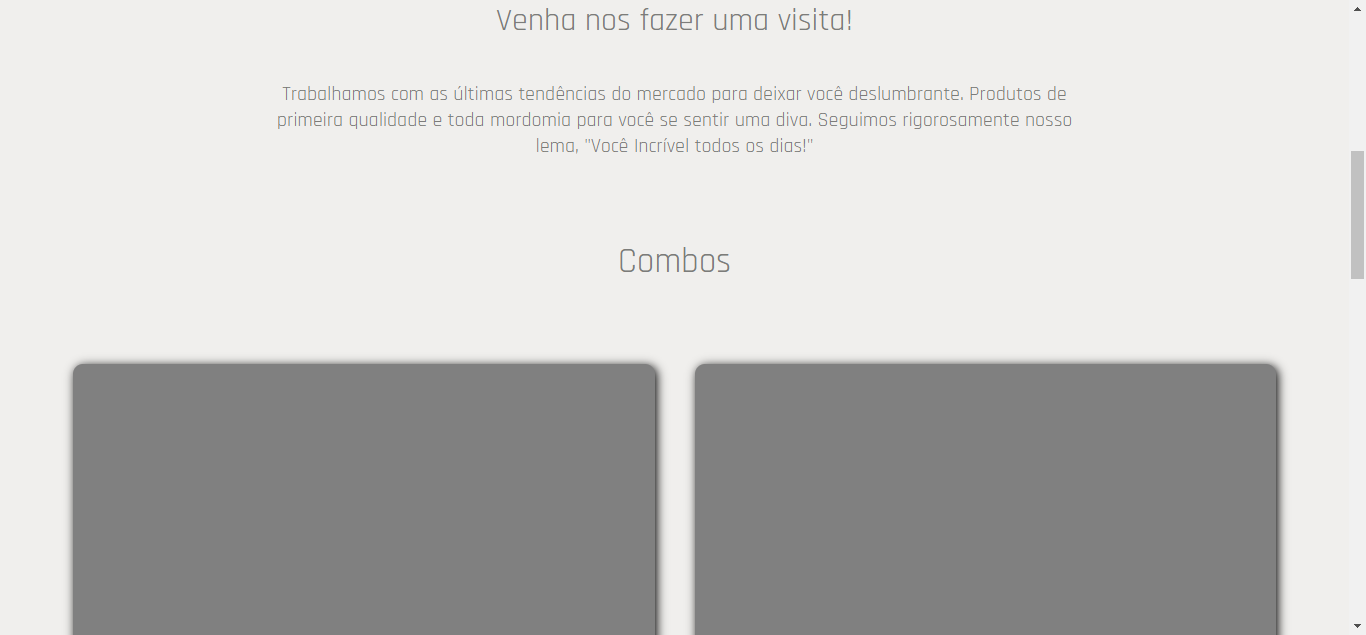 Venha nos fazer uma visita!
Trabalhamos com as últimas tendências do mercado para deixar você deslumbrante. Produtos de
primeira qualidade e toda mordomia para você se sentir uma diva. Seguimos rigorosamente nosso
lema, "Você Incrível todos os dias!"
Combos